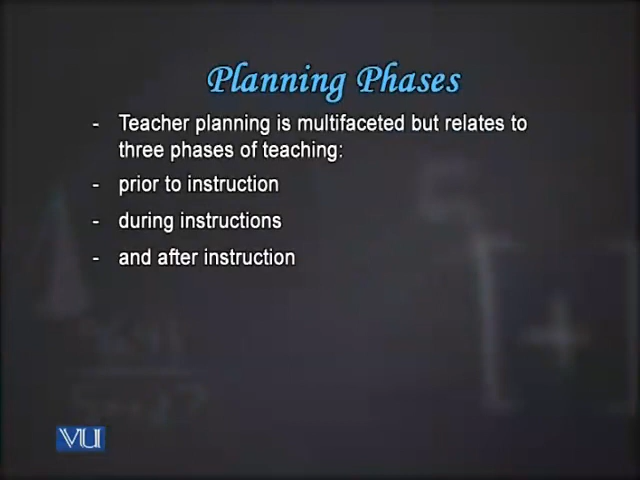 Planning Phases
- Teacher planning is multifaceted but relates to
three phases of teaching:
- prior to instruction
- during instructions
- and after instruction
VU